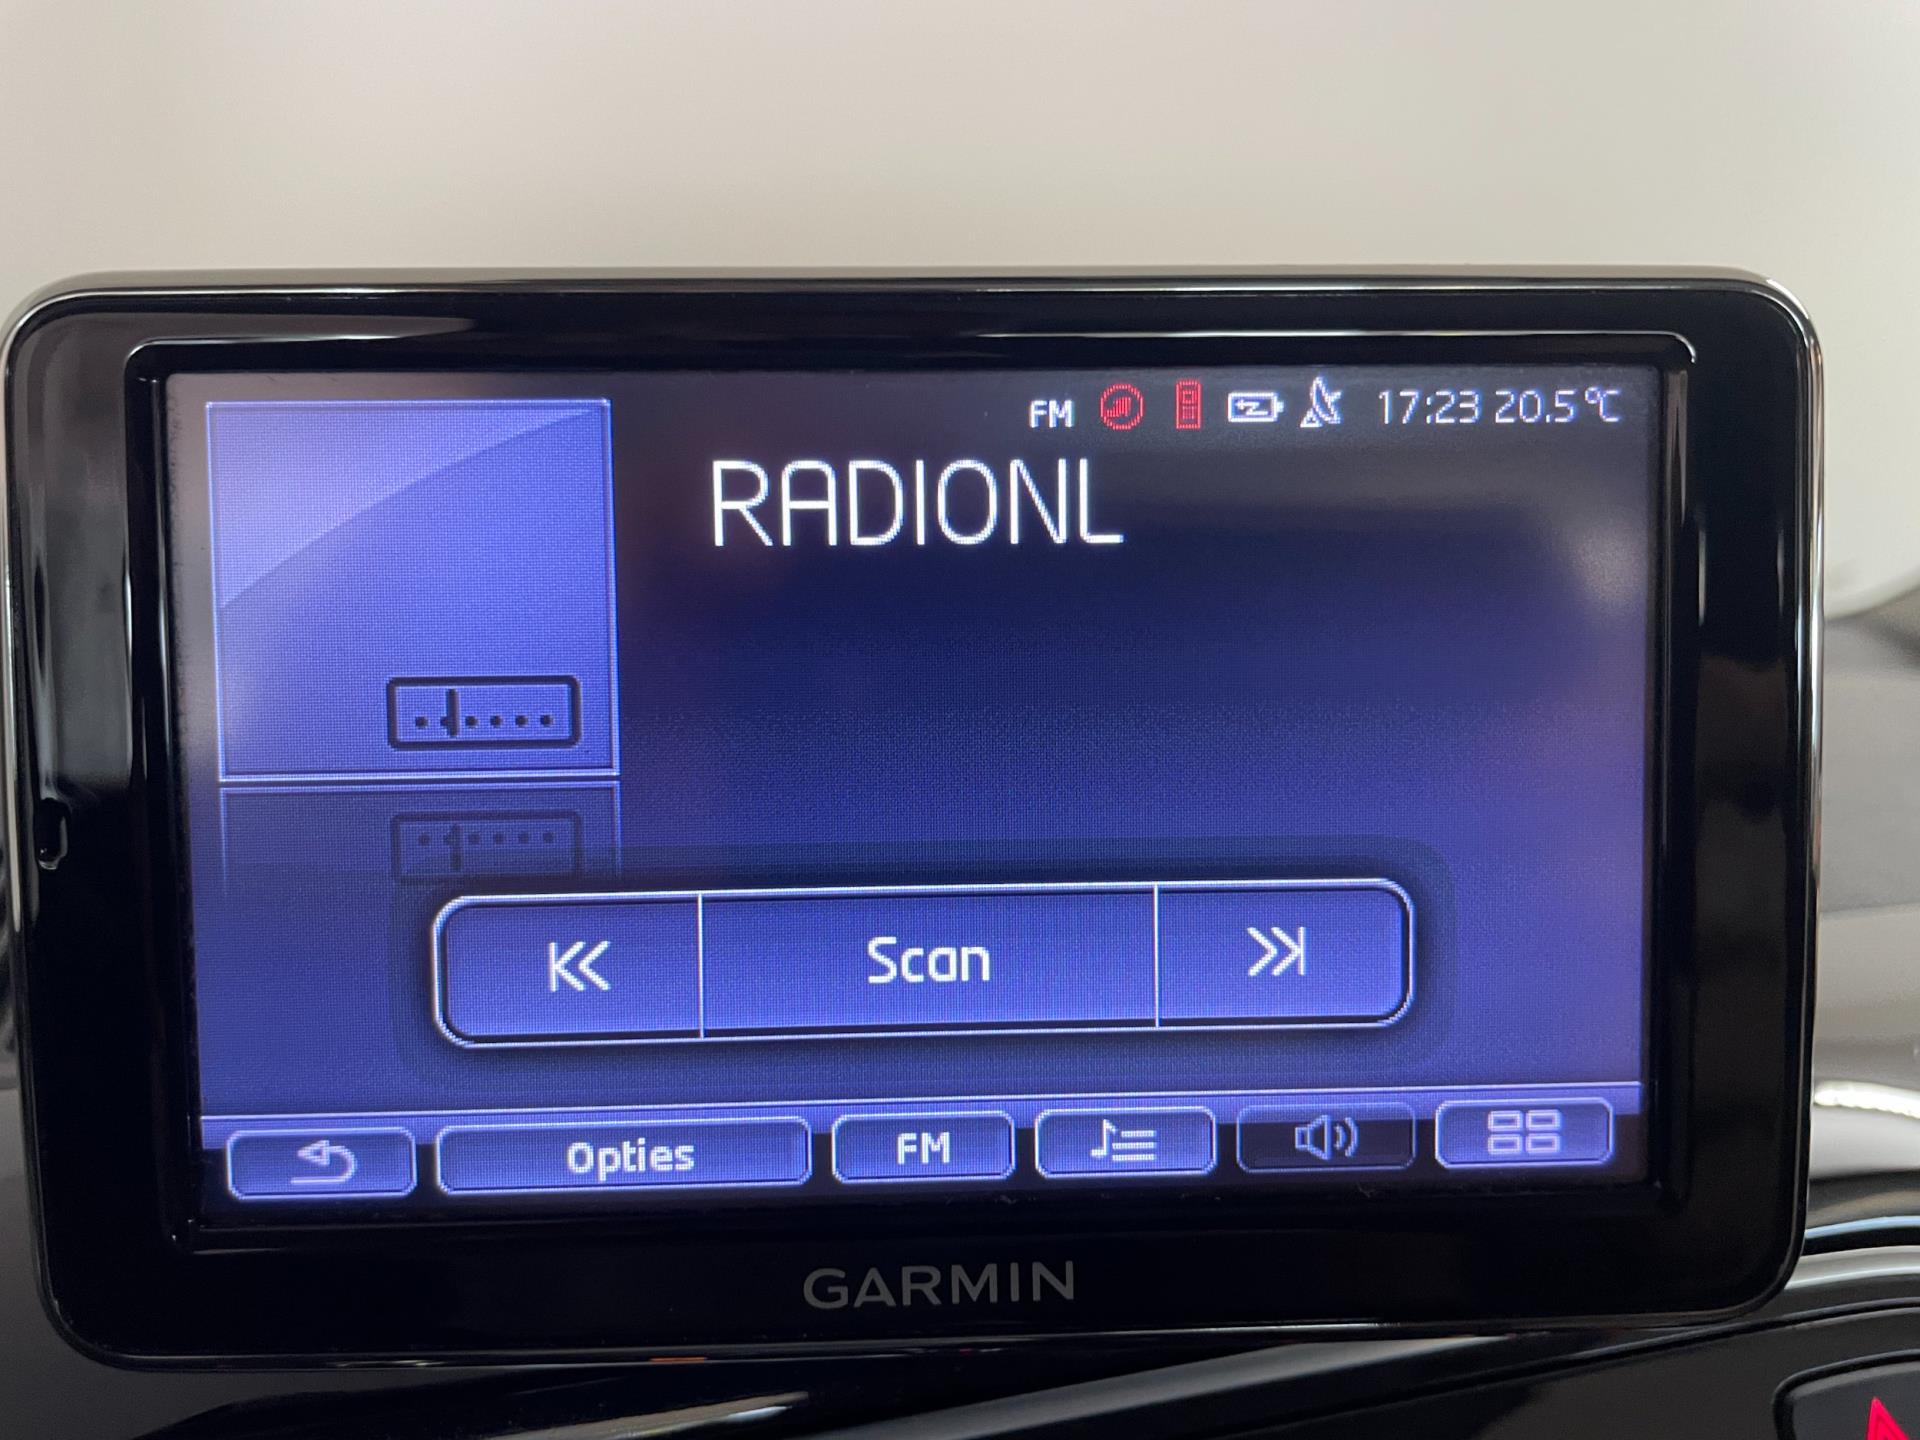 FM 17:23 20.5°C
RADIONL
Scan
Opties FM
GARMIN